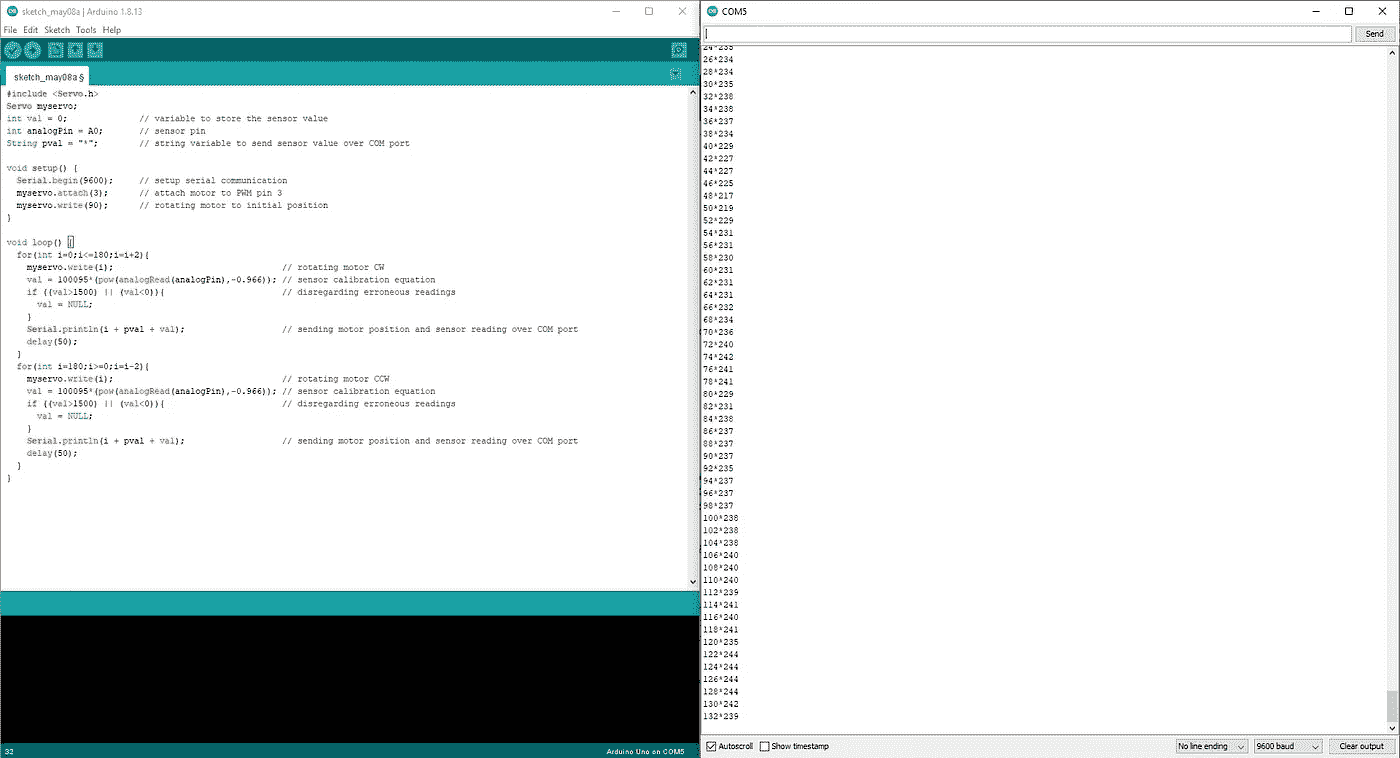 sketch_may08a | Arduino 1.8.13
File Edit Sketch Tools Help
sketch_may08a §
#include <Servo.h>
Servo myservo;
int val = 0;              // variable to store the sensor value
int analogPin = A0;       // sensor pin
String pval = "*";        // string variable to send sensor value over COM port
void setup() {
  Serial.begin(9600);     // setup serial communication
  myservo.attach(3);      // attach motor to PWM pin 3
  myservo.write(90);      // rotating motor to initial position
}
void loop() {
  for(int i=0;i<=180;i=i+2){
    myservo.write(i);                                  // rotating motor CW
    val = 100095*(pow(analogRead(analogPin),-0.966)); // sensor calibration equation
    if ((val>1500) || (val<0)){                        // disregarding erroneous readings
      val = NULL;
    }
    Serial.println(i + pval + val);                    // sending motor position and sensor reading over COM port
    delay(50);
  }
  for(int i=180;i>=0;i=i-2){
    myservo.write(i);                                  // rotating motor CCW
    val = 100095*(pow(analogRead(analogPin),-0.966)); // sensor calibration equation
    if ((val>1500) || (val<0)){                        // disregarding erroneous readings
      val = NULL;
    }
    Serial.println(i + pval + val);                    // sending motor position and sensor reading over COM port
    delay(50);
  }
}
32
Arduino Uno on COM5
COM5
Send
24*235
26*234
28*234
30*235
32*238
34*238
36*237
38*234
40*229
42*227
44*227
46*225
48*217
50*219
52*229
54*231
56*231
58*230
60*231
62*231
64*231
66*232
68*234
70*236
72*240
74*242
76*241
78*241
80*229
82*231
84*238
86*237
88*237
90*237
92*235
94*237
96*237
98*237
100*238
102*238
104*238
106*240
108*240
110*240
112*239
114*241
116*240
118*241
120*235
122*244
124*244
126*244
128*244
130*242
132*239
Autoscroll Show timestamp No line ending 9600 baud Clear output